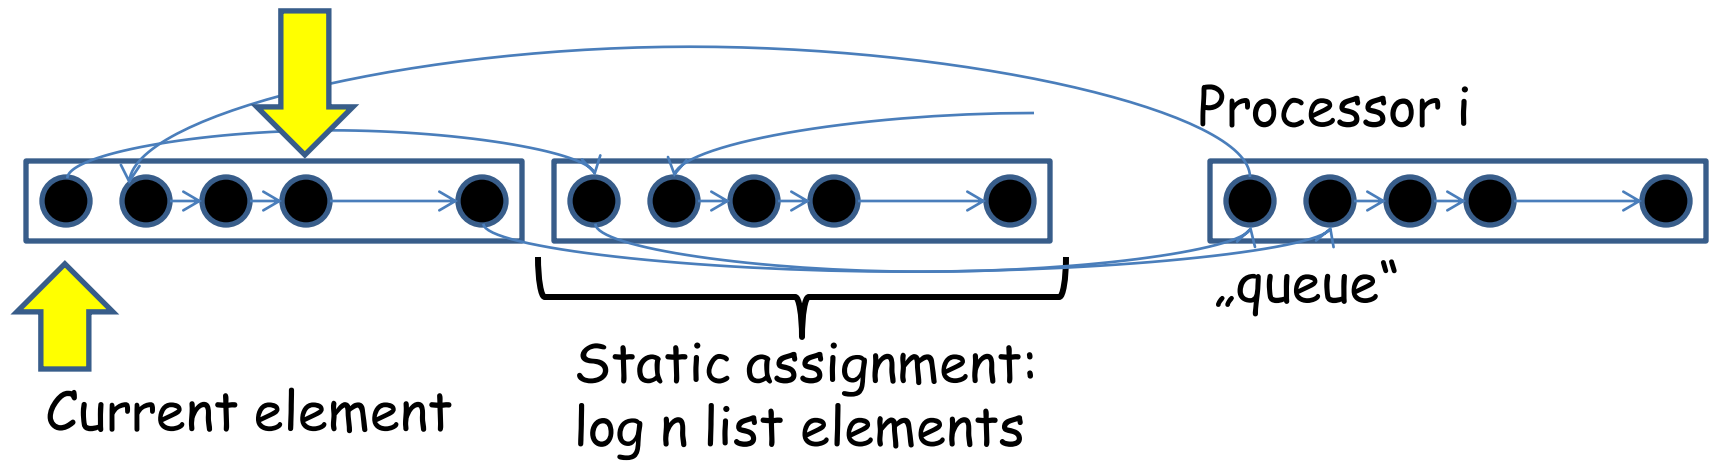 Processor i
„queue“
Static assignment:
log n list elements
Current element